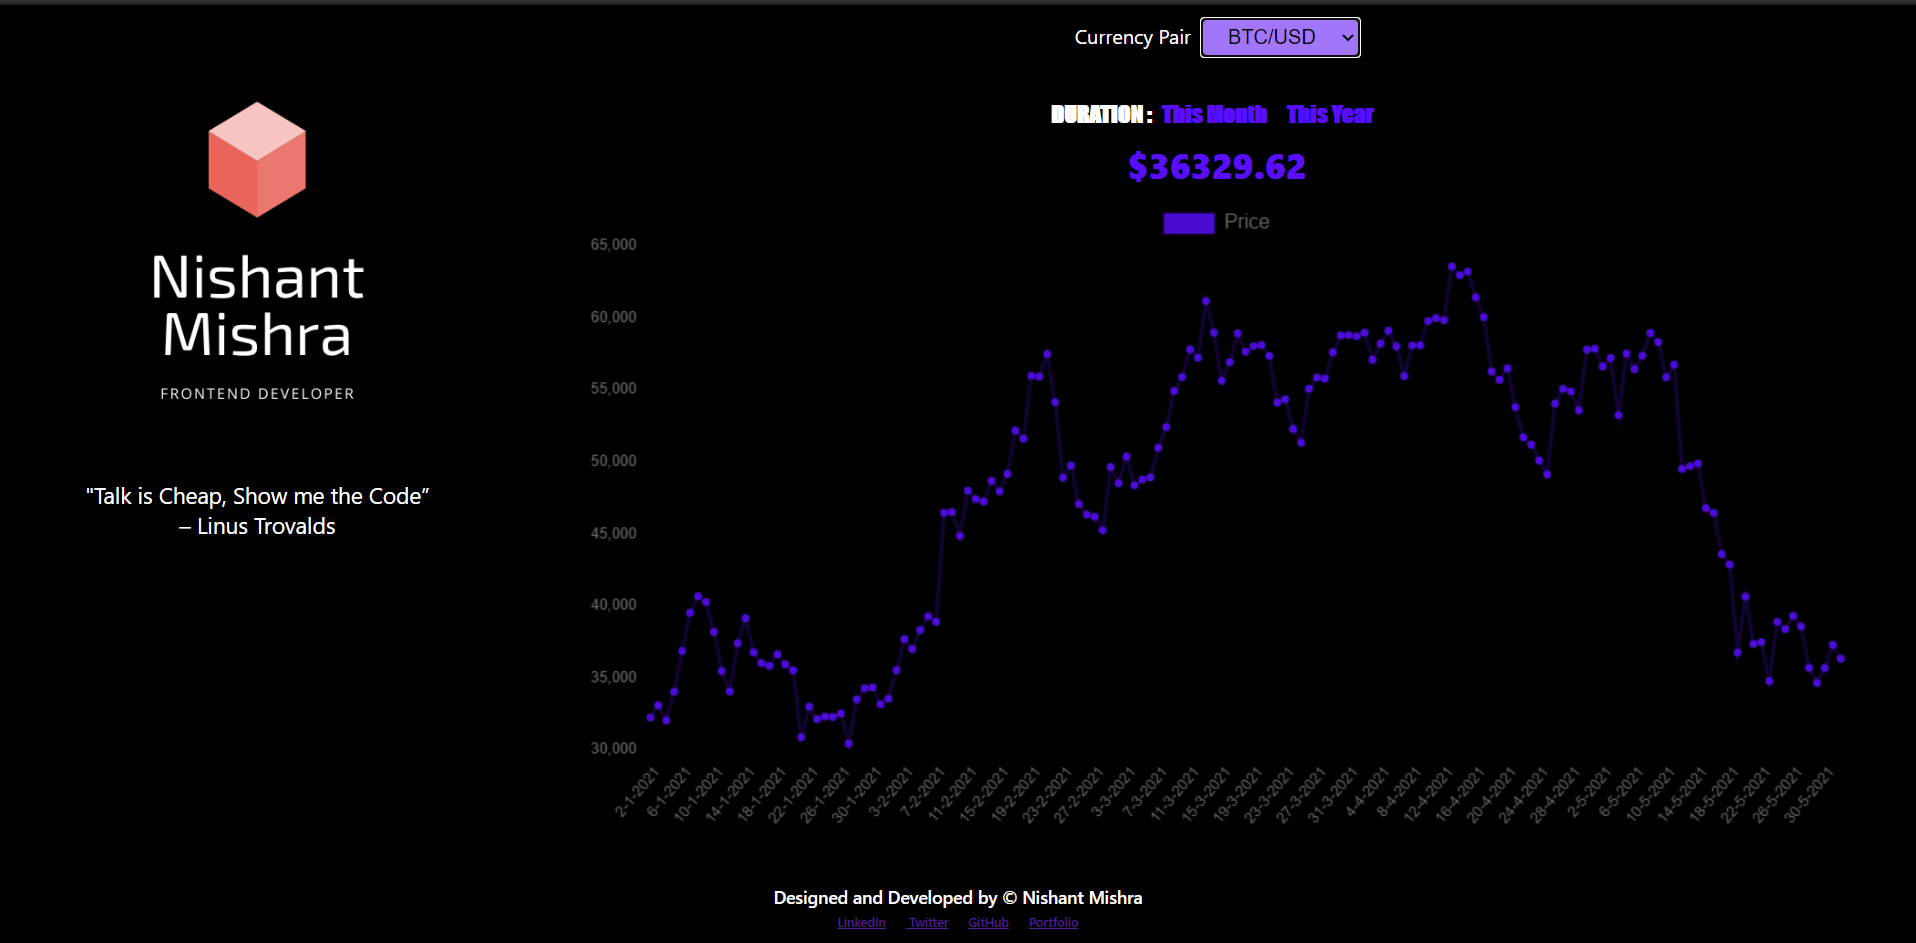 Currency Pair BTC/USD
DURATION : This Month This Year
$36329.62
Price
Nishant
Mishra
FRONTEND DEVELOPER
"Talk is Cheap, Show me the Code”
– Linus Trovalds
65,000
60,000
55,000
50,000
45,000
40,000
35,000
30,000
2-1-2021 6-1-2021 10-1-2021 14-1-2021 18-1-2021 22-1-2021 26-1-2021 30-1-2021 3-2-2021 7-2-2021 11-2-2021 15-2-2021 19-2-2021 23-2-2021 27-2-2021 3-3-2021 7-3-2021 11-3-2021 15-3-2021 19-3-2021 23-3-2021 27-3-2021 31-3-2021 4-4-2021 8-4-2021 12-4-2021 16-4-2021 20-4-2021 24-4-2021 28-4-2021 2-5-2021 6-5-2021 10-5-2021 14-5-2021 18-5-2021 22-5-2021 26-5-2021 30-5-2021
Designed and Developed by © Nishant Mishra
LinkedIn Twitter GitHub Portfolio